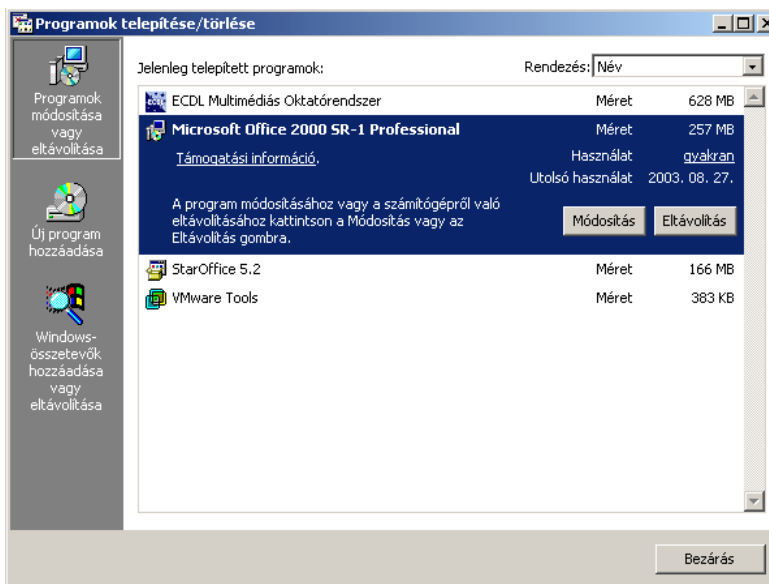 Programok telepítése/törlése
Programok
módosítása
vagy
eltávolítása
Új program
hozzáadása
Windows-
összetevők
hozzáadása
vagy
eltávolítása
Jelenleg telepített programok:
Rendezés: Név
ECDL Multimédiás Oktatórendszer Méret 628 MB
Microsoft Office 2000 SR-1 Professional Méret 257 MB
Támogatási információ. Használat gyakran
Utolsó használat 2003. 08. 27.
A program módosításához vagy a számítógépről való
eltávolításához kattintson a Módosítás vagy az
Eltávolítás gombra.
Módosítás Eltávolítás
StarOffice 5.2 Méret 166 MB
VMware Tools Méret 383 KB
Bezárás